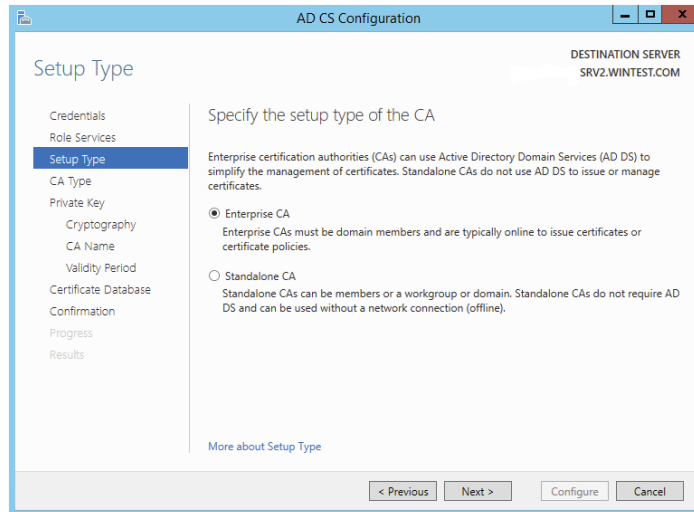 AD CS Configuration
DESTINATION SERVER
SRV2.WINTEST.COM
Setup Type
Credentials
Role Services
Setup Type
CA Type
Private Key
Cryptography
CA Name
Validity Period
Certificate Database
Confirmation
Progress
Results
Specify the setup type of the CA
Enterprise certification authorities (CAs) can use Active Directory Domain Services (AD DS) to
simplify the management of certificates. Standalone CAs do not use AD DS to issue or manage
certificates.
Enterprise CA
Enterprise CAs must be domain members and are typically online to issue certificates or
certificate policies.
Standalone CA
Standalone CAs can be members or a workgroup or domain. Standalone CAs do not require AD
DS and can be used without a network connection (offline).
More about Setup Type
< Previous
Next >
Configure
Cancel